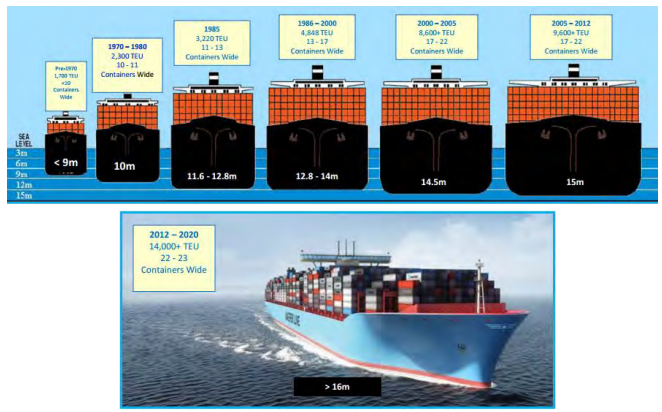 Pre-1970
1,700 TEU
<10
Containers
Wide
1970 – 1980
2,300 TEU
10 - 11
Containers Wide
1985
3,220 TEU
11 - 13
Containers Wide
1986 – 2000
4,848 TEU
13 - 17
Containers Wide
2000 – 2005
8,600+ TEU
17 - 22
Containers Wide
2005 – 2012
9,600+ TEU
17 - 22
Containers Wide
SEA
LEVEL
3m
6m
9m
12m
15m
< 9m
10m
11.6 - 12.8m
12.8 - 14m
14.5m
15m
2012 – 2020
14,000+ TEU
22 - 23
Containers Wide
MAERSK LINE
> 16m